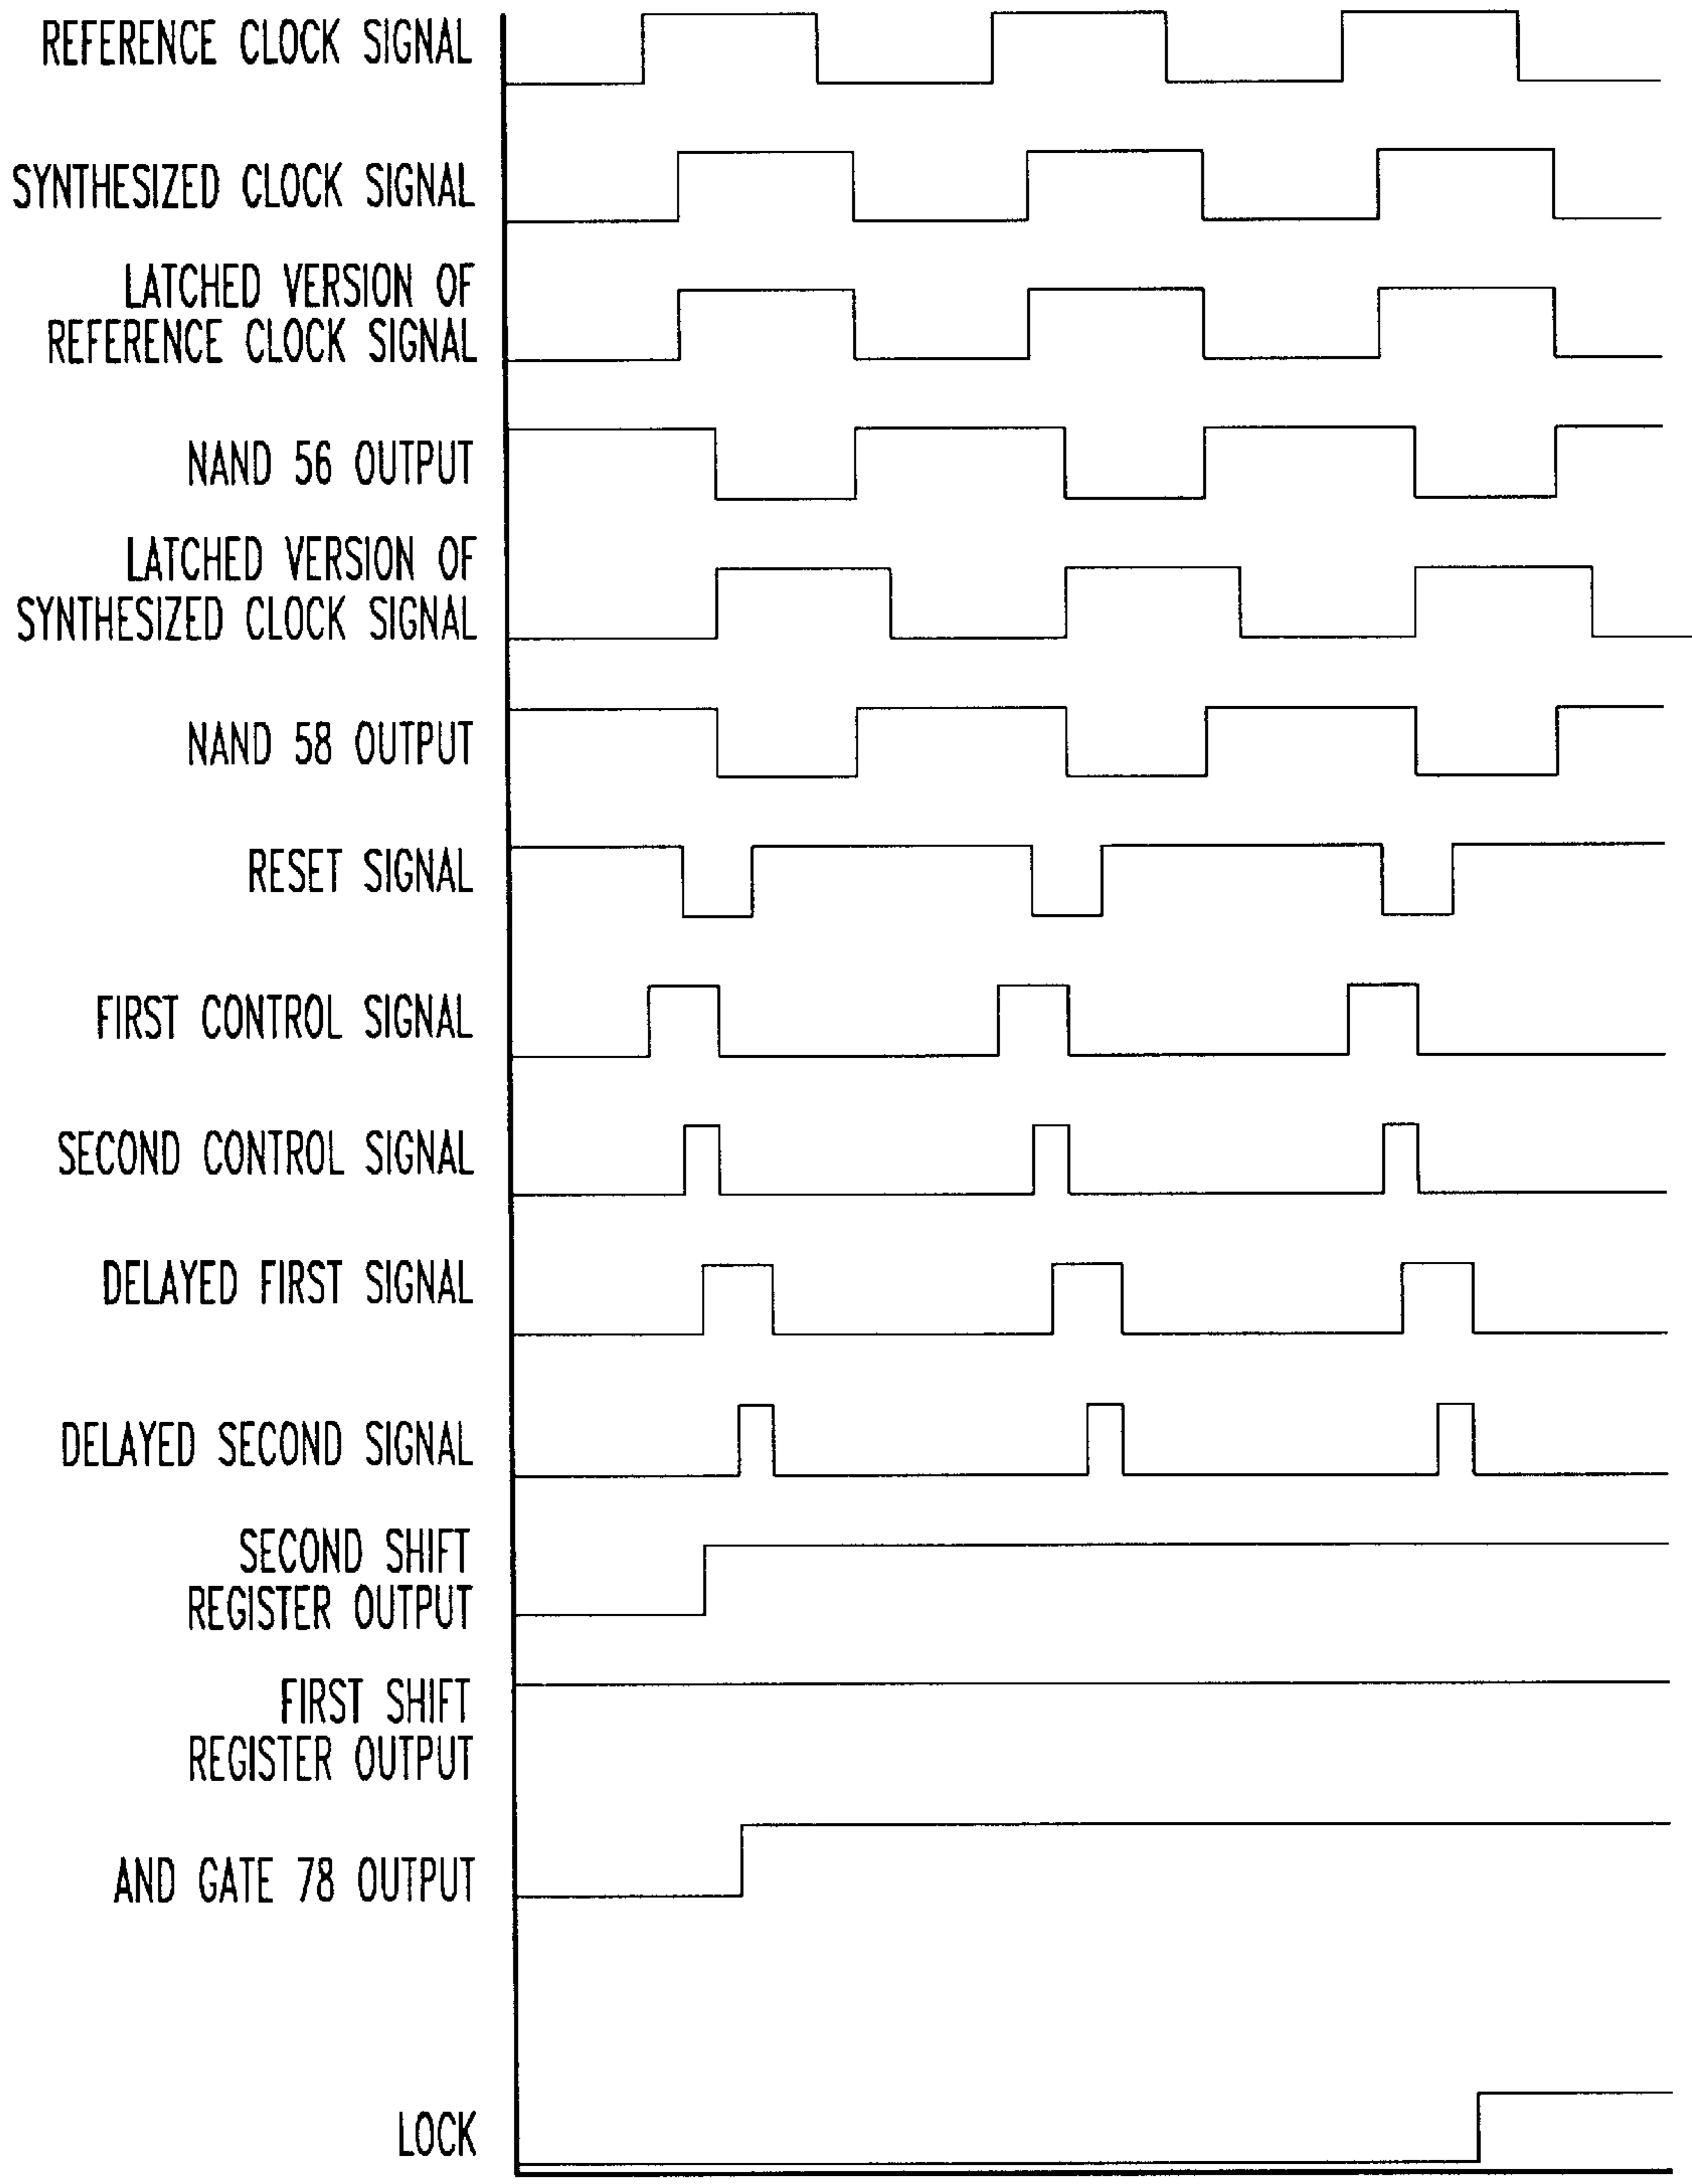 REFERENCE CLOCK SIGNAL
SYNTHESIZED CLOCK SIGNAL
LATCHED VERSION OF
REFERENCE CLOCK SIGNAL
NAND 56 OUTPUT
LATCHED VERSION OF
SYNTHESIZED CLOCK SIGNAL
NAND 58 OUTPUT
RESET SIGNAL
FIRST CONTROL SIGNAL
SECOND CONTROL SIGNAL
DELAYED FIRST SIGNAL
DELAYED SECOND SIGNAL
SECOND SHIFT
REGISTER OUTPUT
FIRST SHIFT
REGISTER OUTPUT
AND GATE 78 OUTPUT
LOCK